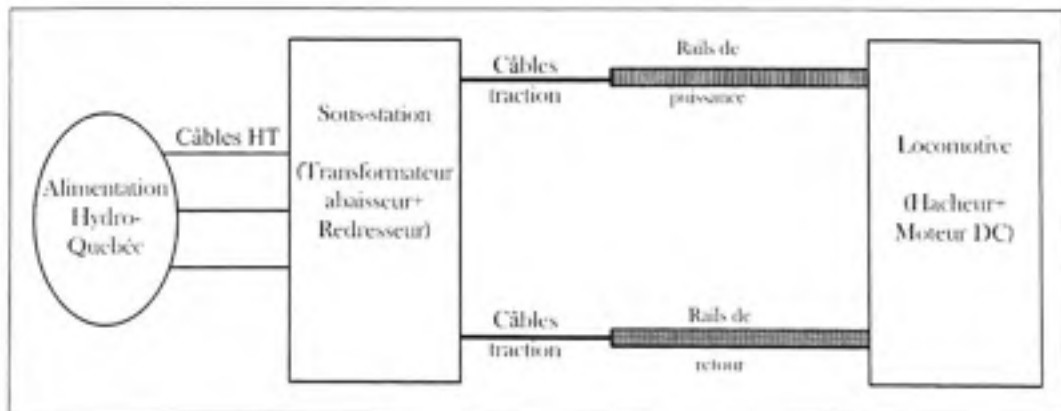 Alimentation
Hydro-
Québéc
Câbles HT
Sous-station
(Transformateur
abaisseur+
Redresseur)
Câbles
traction
Rails de
puissance
Câbles
traction
Rails de
retour
Locomotive
(Hacheur+
Moteur DC)